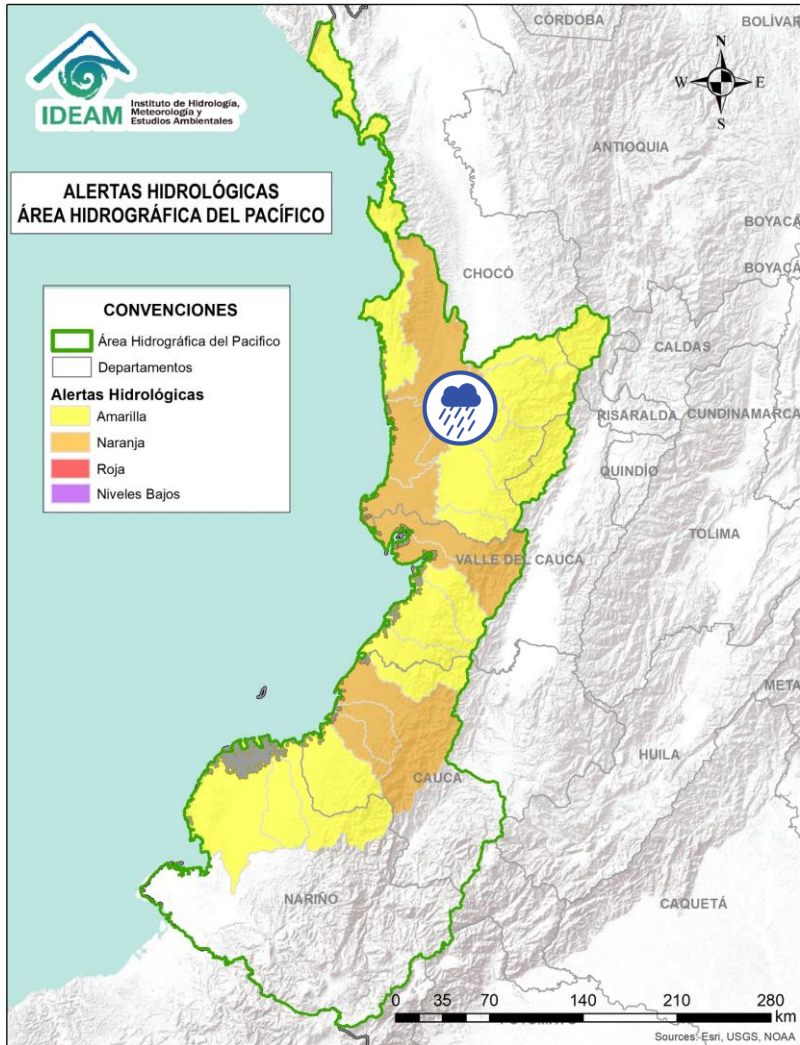 CÓRDOBA
BOLÍVAR
N
W
E
S
IDEAM
Instituto de Hidrología,
Meteorología y
Estudios Ambientales
ANTIOQUIA
ALERTAS HIDROLÓGICAS
ÁREA HIDROGRÁFICA DEL PACÍFICO
BOYACÁ
BOYACÁ
CHOCÓ
CONVENCIONES
Área Hidrográfica del Pacifico
Departamentos
Alertas Hidrológicas
Amarilla
Naranja
Roja
Niveles Bajos
CALDAS
RISARALDA
CUNDINAMARCA
QUINDÍO
TOLIMA
VALLE DEL CAUCA
META
HUILA
CAUCA
NARIÑO
CAQUETÁ
0 35 70 140 210 280
km
Sources: Esri, USGS, NOAA